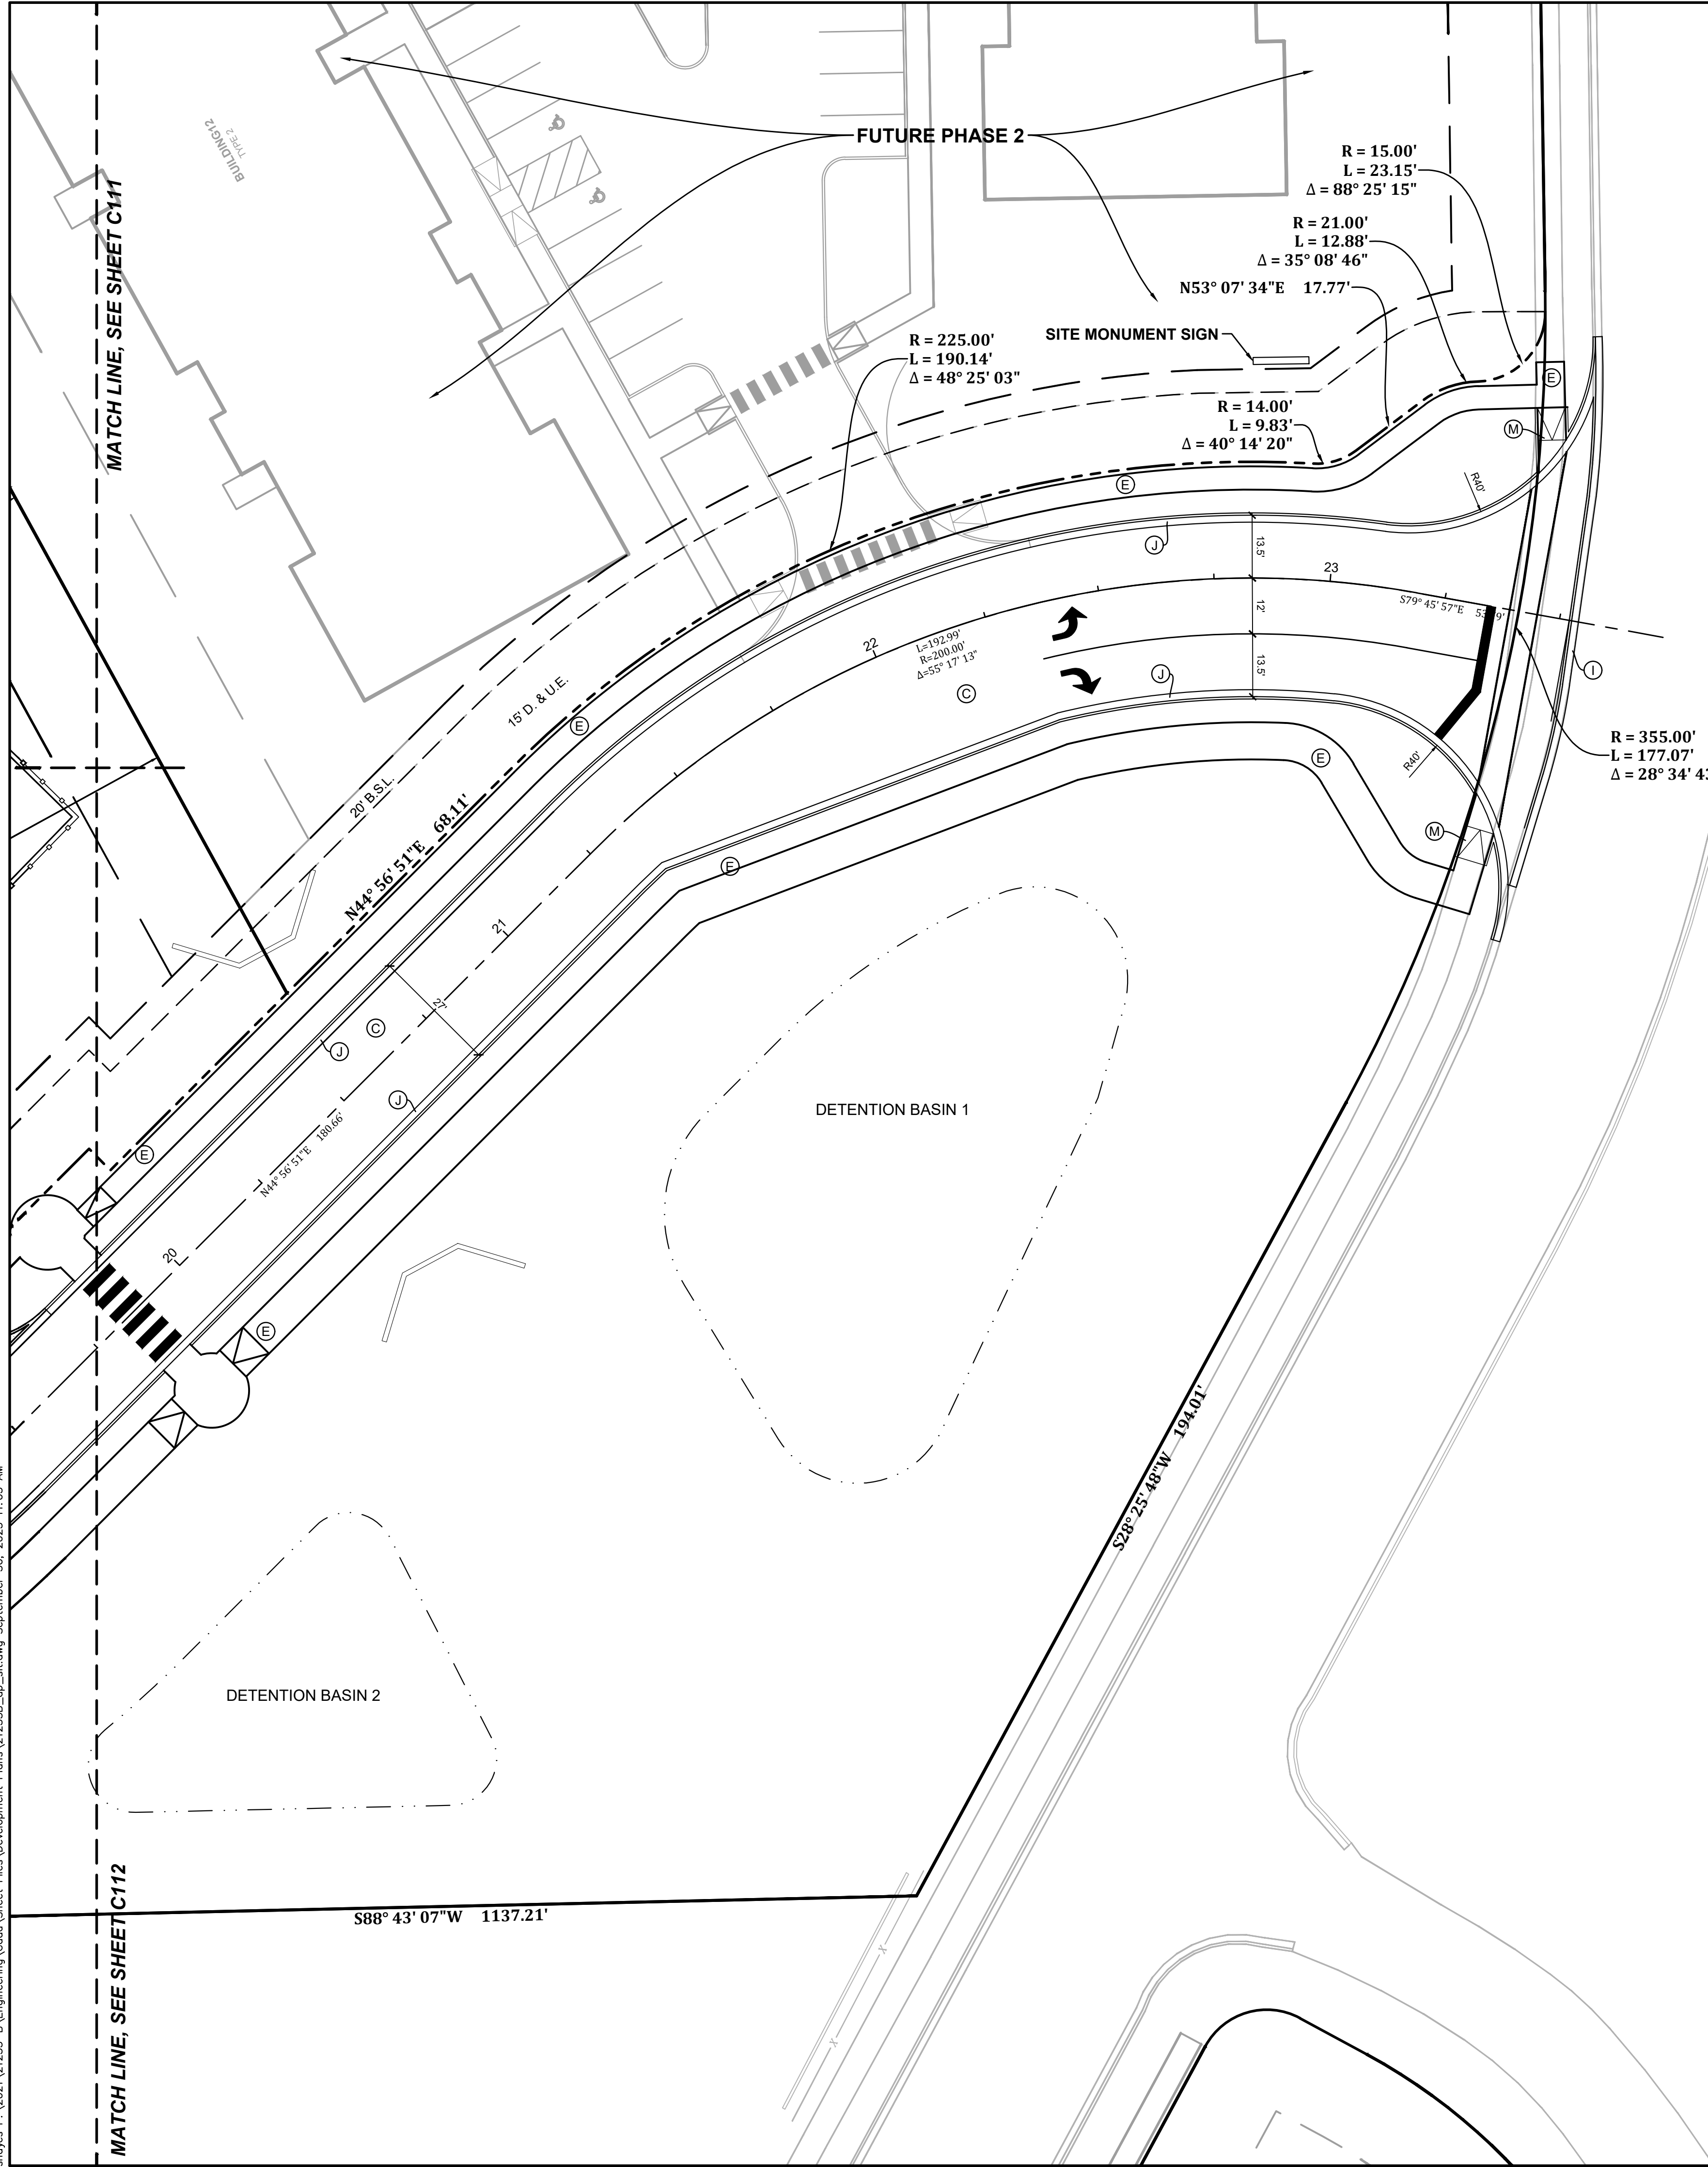 BUILDING12
TYPE 2
MATCH LINE, SEE SHEET C111
FUTURE PHASE 2
R = 15.00'
L = 23.15'
Δ = 88° 25' 15"
R = 21.00'
L = 12.88'
Δ = 35° 08' 46"
N53° 07' 34"E 17.77'
SITE MONUMENT SIGN
R = 225.00'
L = 190.14'
Δ = 48° 25' 03"
R = 14.00'
L = 9.83'
Δ = 40° 14' 20"
E
M
E
R40'
J
13.5'
23
12'
S79° 45' 57"E
22
L=192.99'
R=200.00'
Δ=55° 17' 13"
C
J
13.5'
I
15' D. & U.E.
E
E
R40'
R = 355.00'
L = 177.07'
Δ = 28° 34'
20' B.S.L.
N44° 56' 51"E 68.11'
M
E
21
27'
C
J
J
DETENTION BASIN 1
N44° 56' 51"E 180.66'
E
20
E
S28° 25' 48"W 194.01'
DETENTION BASIN 2
S88° 43' 07"W 1137.21'
X
X
MATCH LINE, SEE SHEET C112